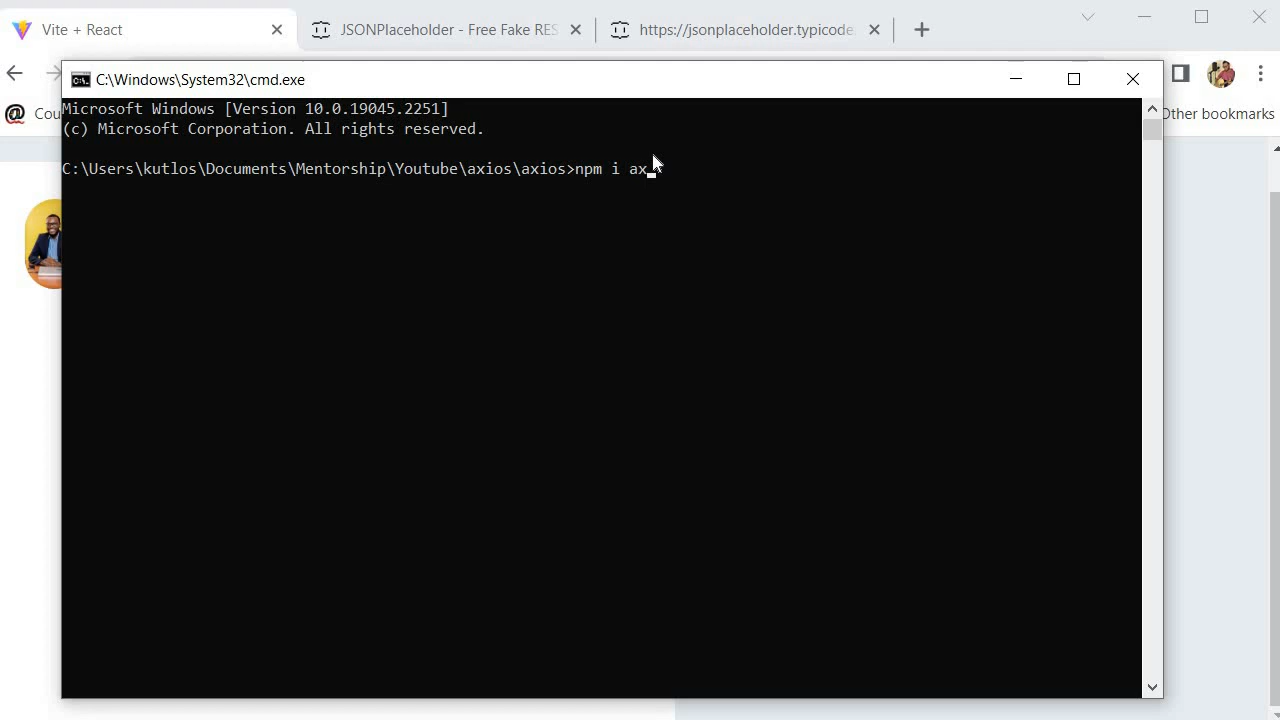 Vite + React
JSONPlaceholder - Free Fake RES
https://jsonplaceholder.typicode.
C:\Windows\System32\cmd.exe
Cou
Other bookmarks
Microsoft Windows [Version 10.0.19045.2251]
(c) Microsoft Corporation. All rights reserved.
C:\Users\kutlos\Documents\Mentorship\Youtube\axios\axios>npm i ax